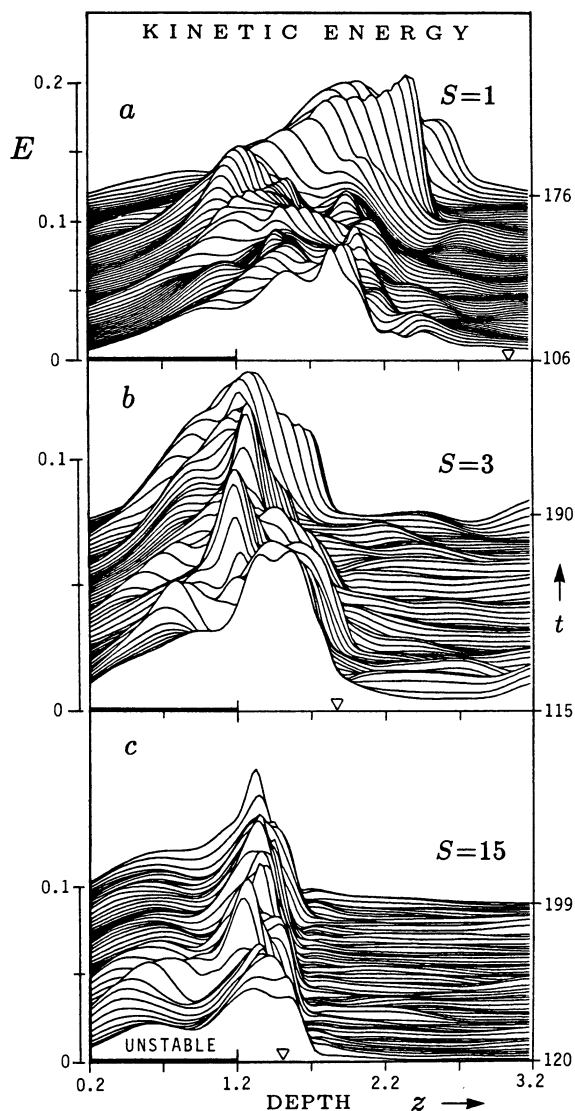 KINETIC ENERGY
0.2
a
S=1
E
176
0.1
0
106
b
0.1
S=3
190
t
0
115
c
S=15
0.1
199
UNSTABLE
0
120
0.2
1.2
2.2
3.2
DEPTH z